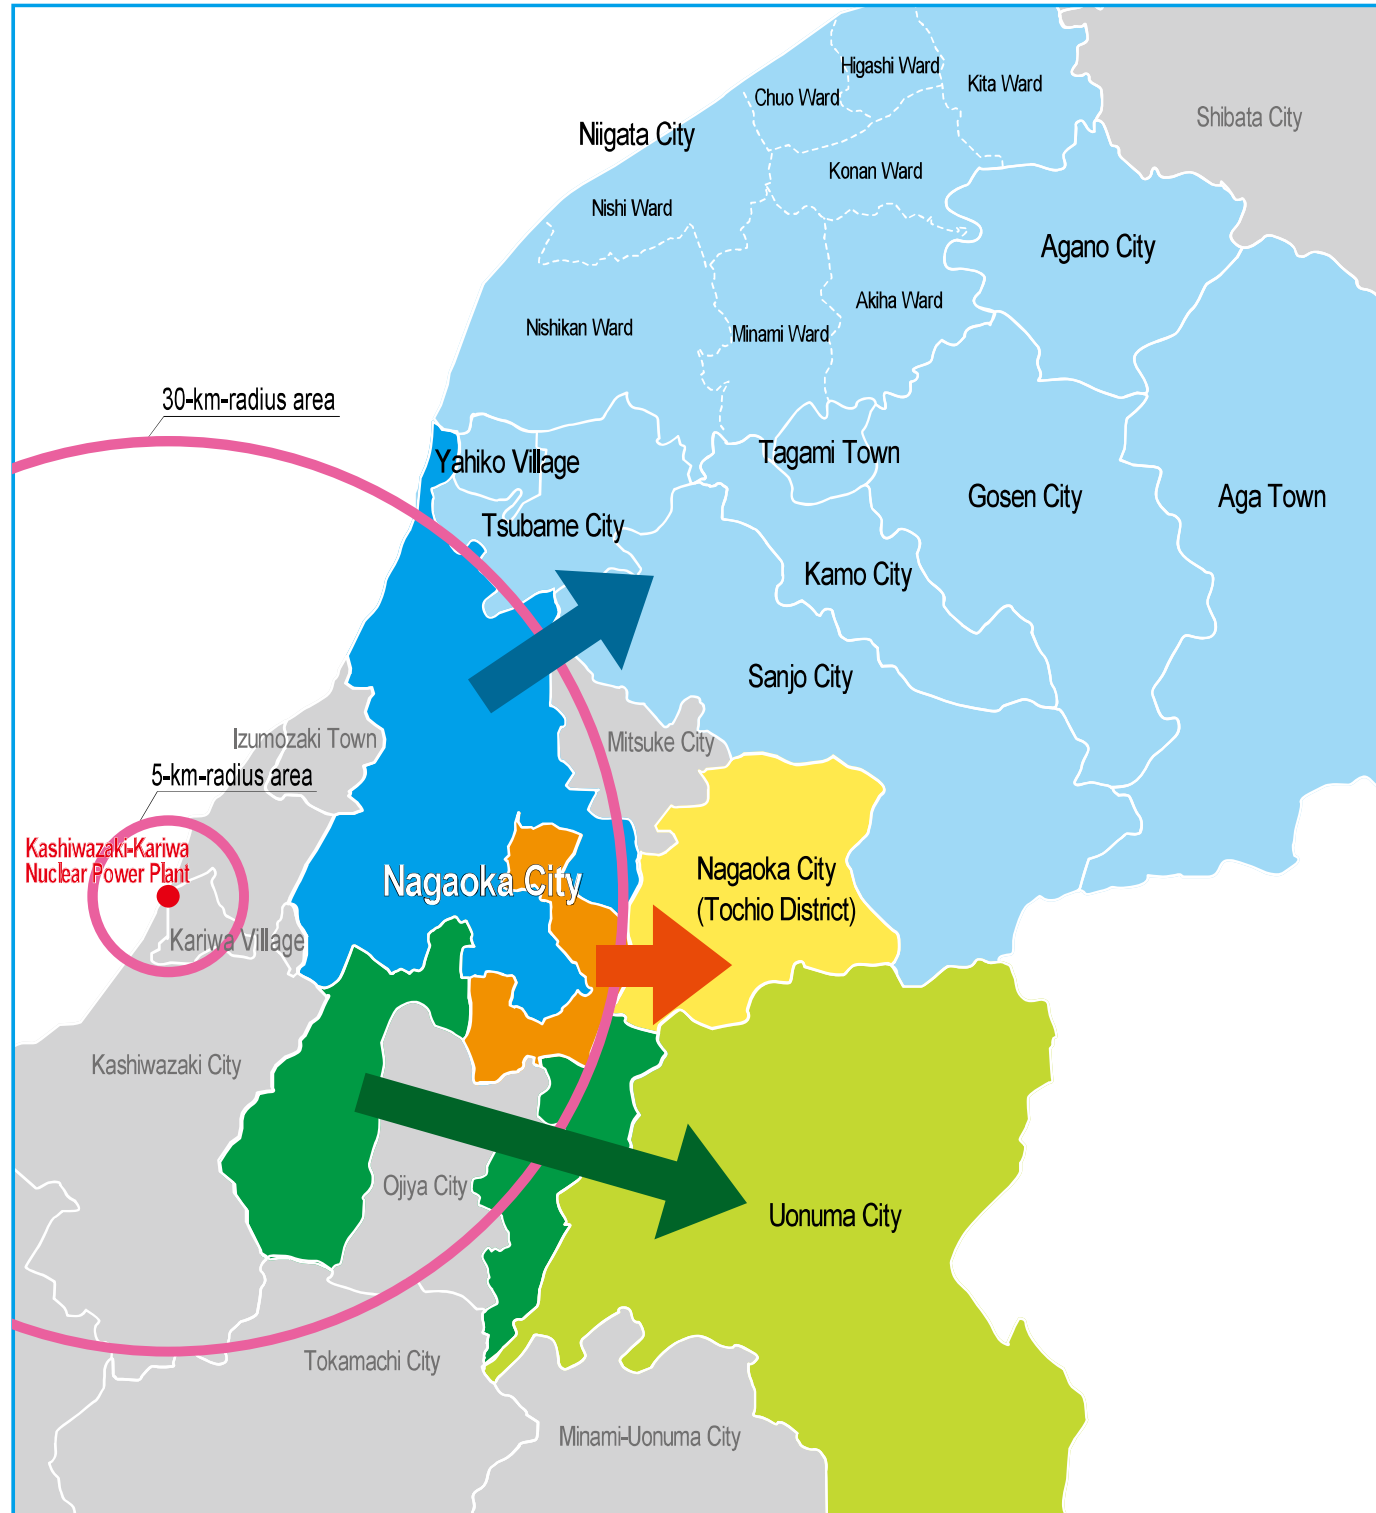 Higashi Ward
Kita Ward
Chuo Ward
Shibata City
Niigata City
Konan Ward
Nishi Ward
Agano City
Akiha Ward
Nishikan Ward
Minami Ward
30-km-radius area
Yahiko Village
Tagami Town
Gosen City
Aga Town
Tsubame City
Kamo City
Sanjo City
Izumozaki Town
Mitsuke City
5-km-radius area
Kashiwazaki-Kariwa
Nuclear Power Plant
Nagaoka City
Nagaoka City
(Tochio District)
Kariwa Village
Kashiwazaki City
Ojiya City
Uonuma City
Tokamachi City
Minami-Uonuma City